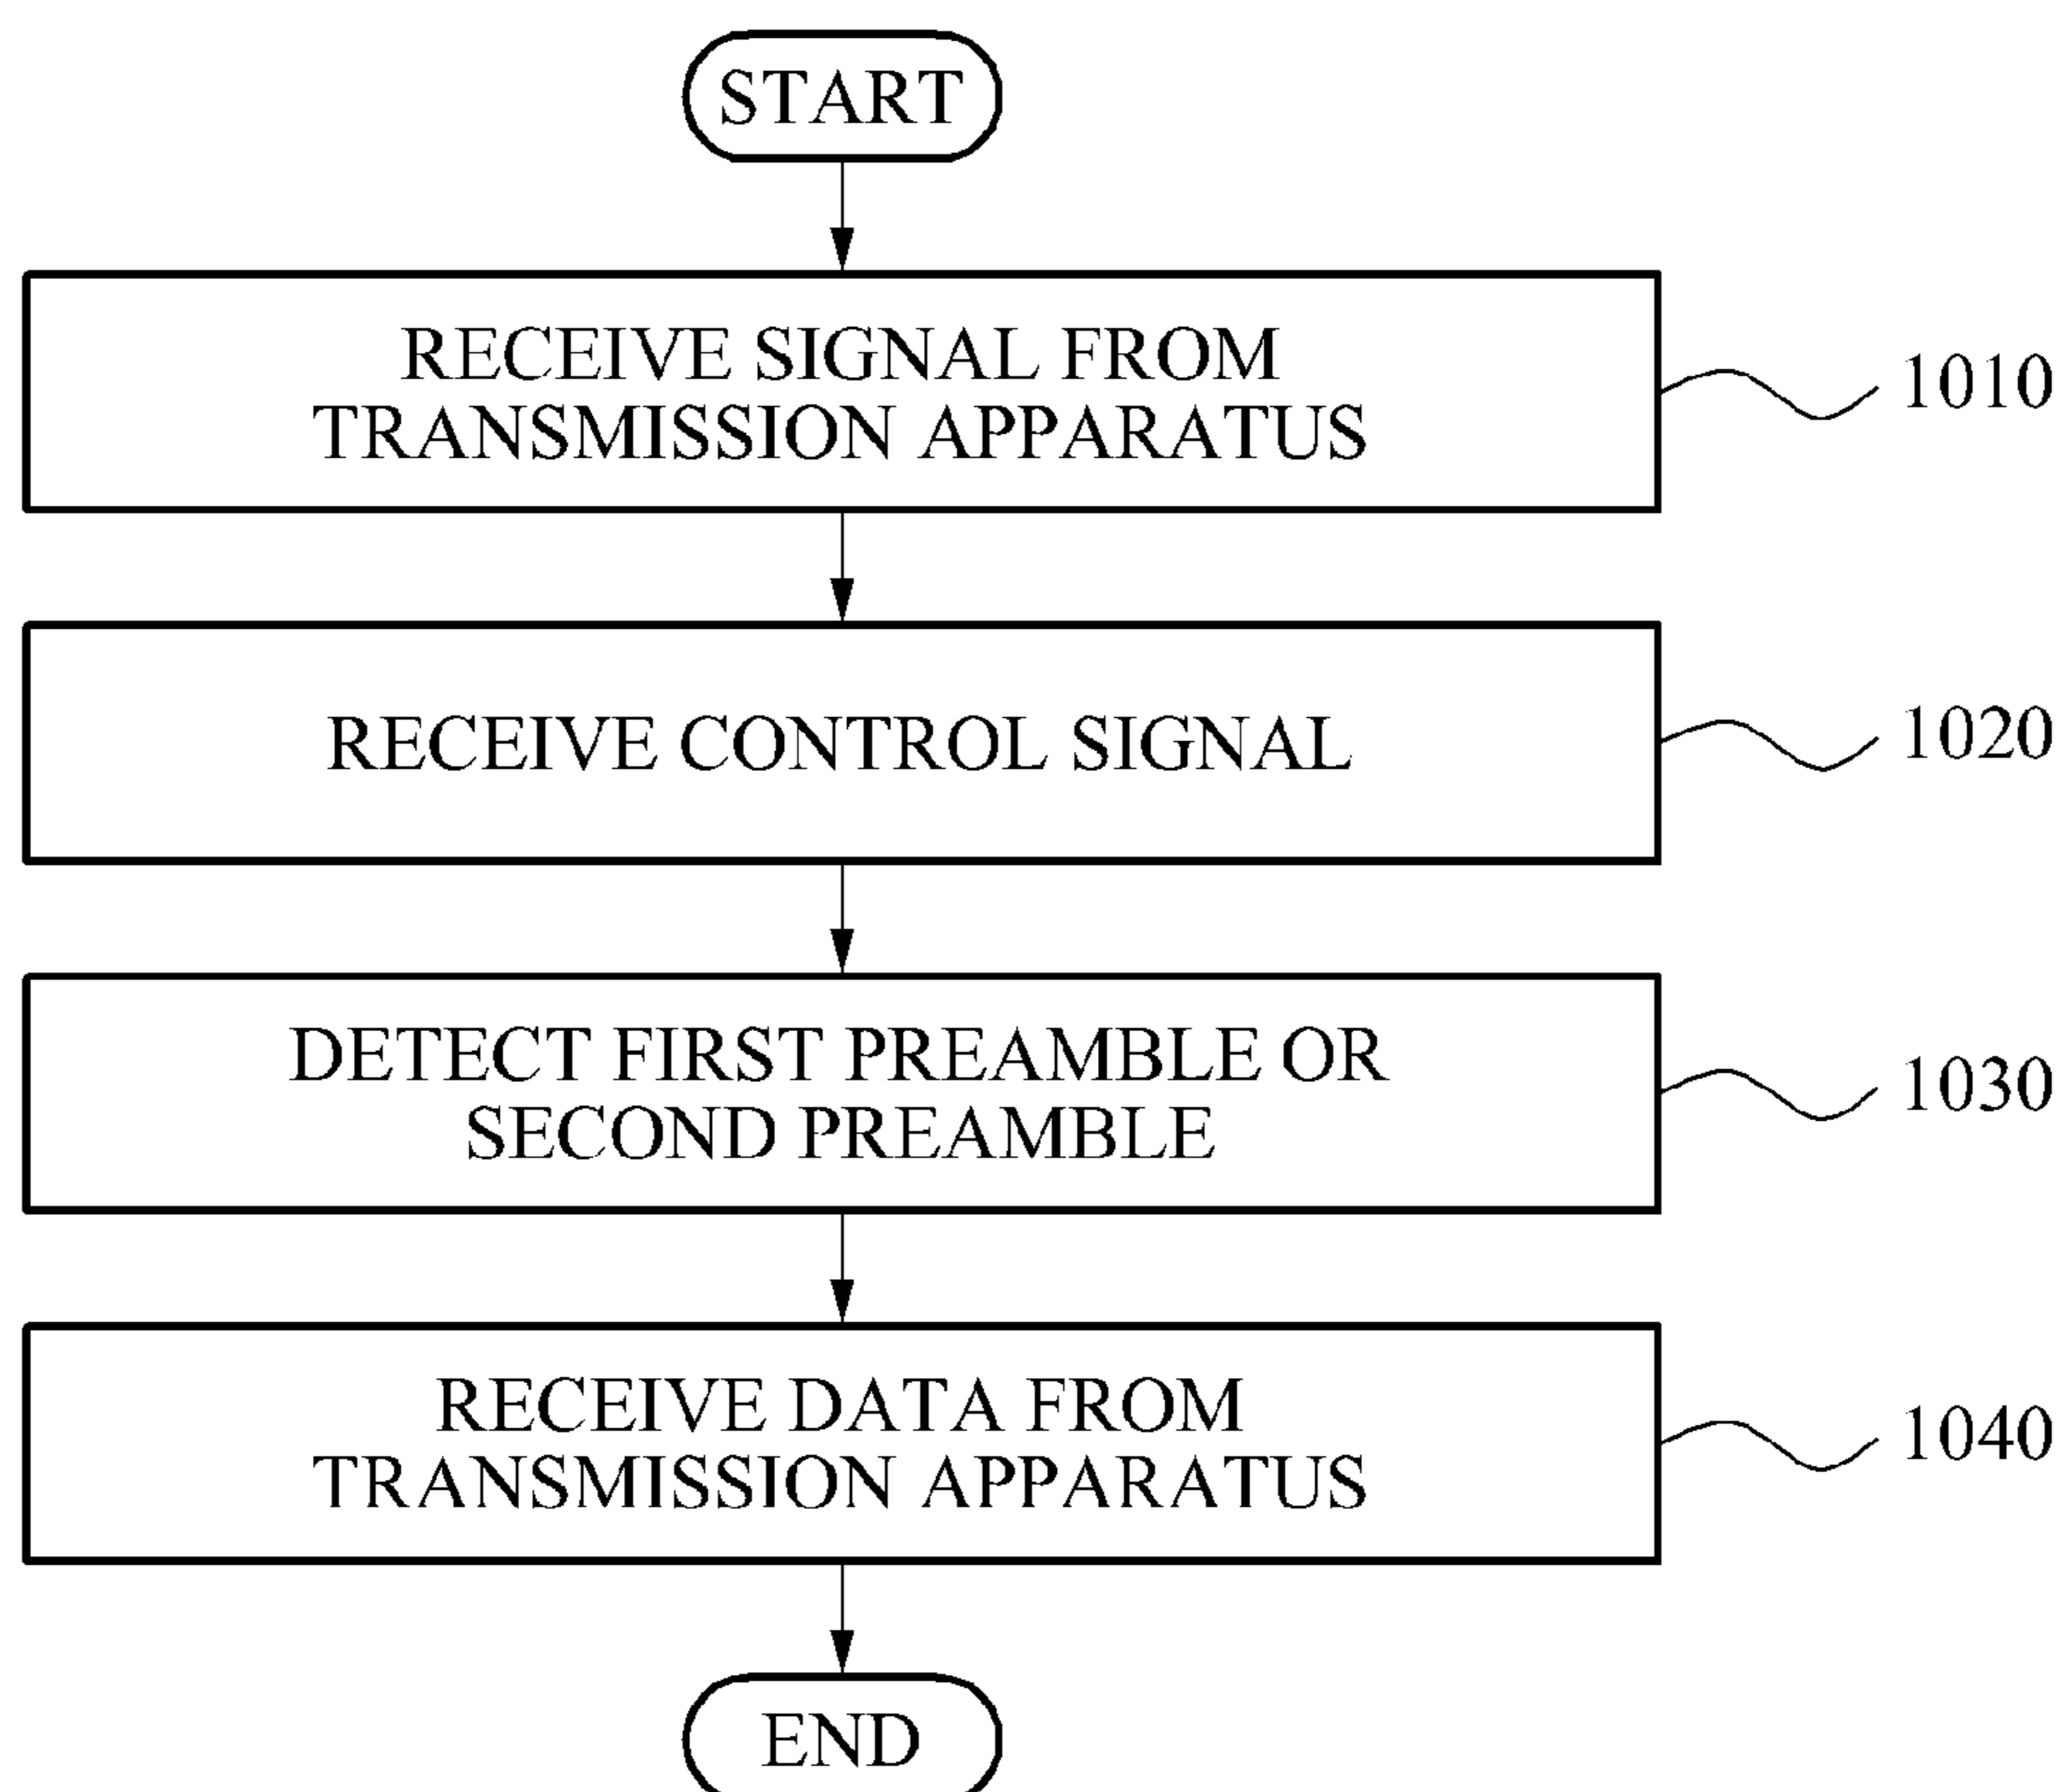 START
RECEIVE SIGNAL FROM
TRANSMISSION APPARATUS
1010
RECEIVE CONTROL SIGNAL
1020
DETECT FIRST PREAMBLE OR
SECOND PREAMBLE
1030
RECEIVE DATA FROM
TRANSMISSION APPARATUS
1040
END